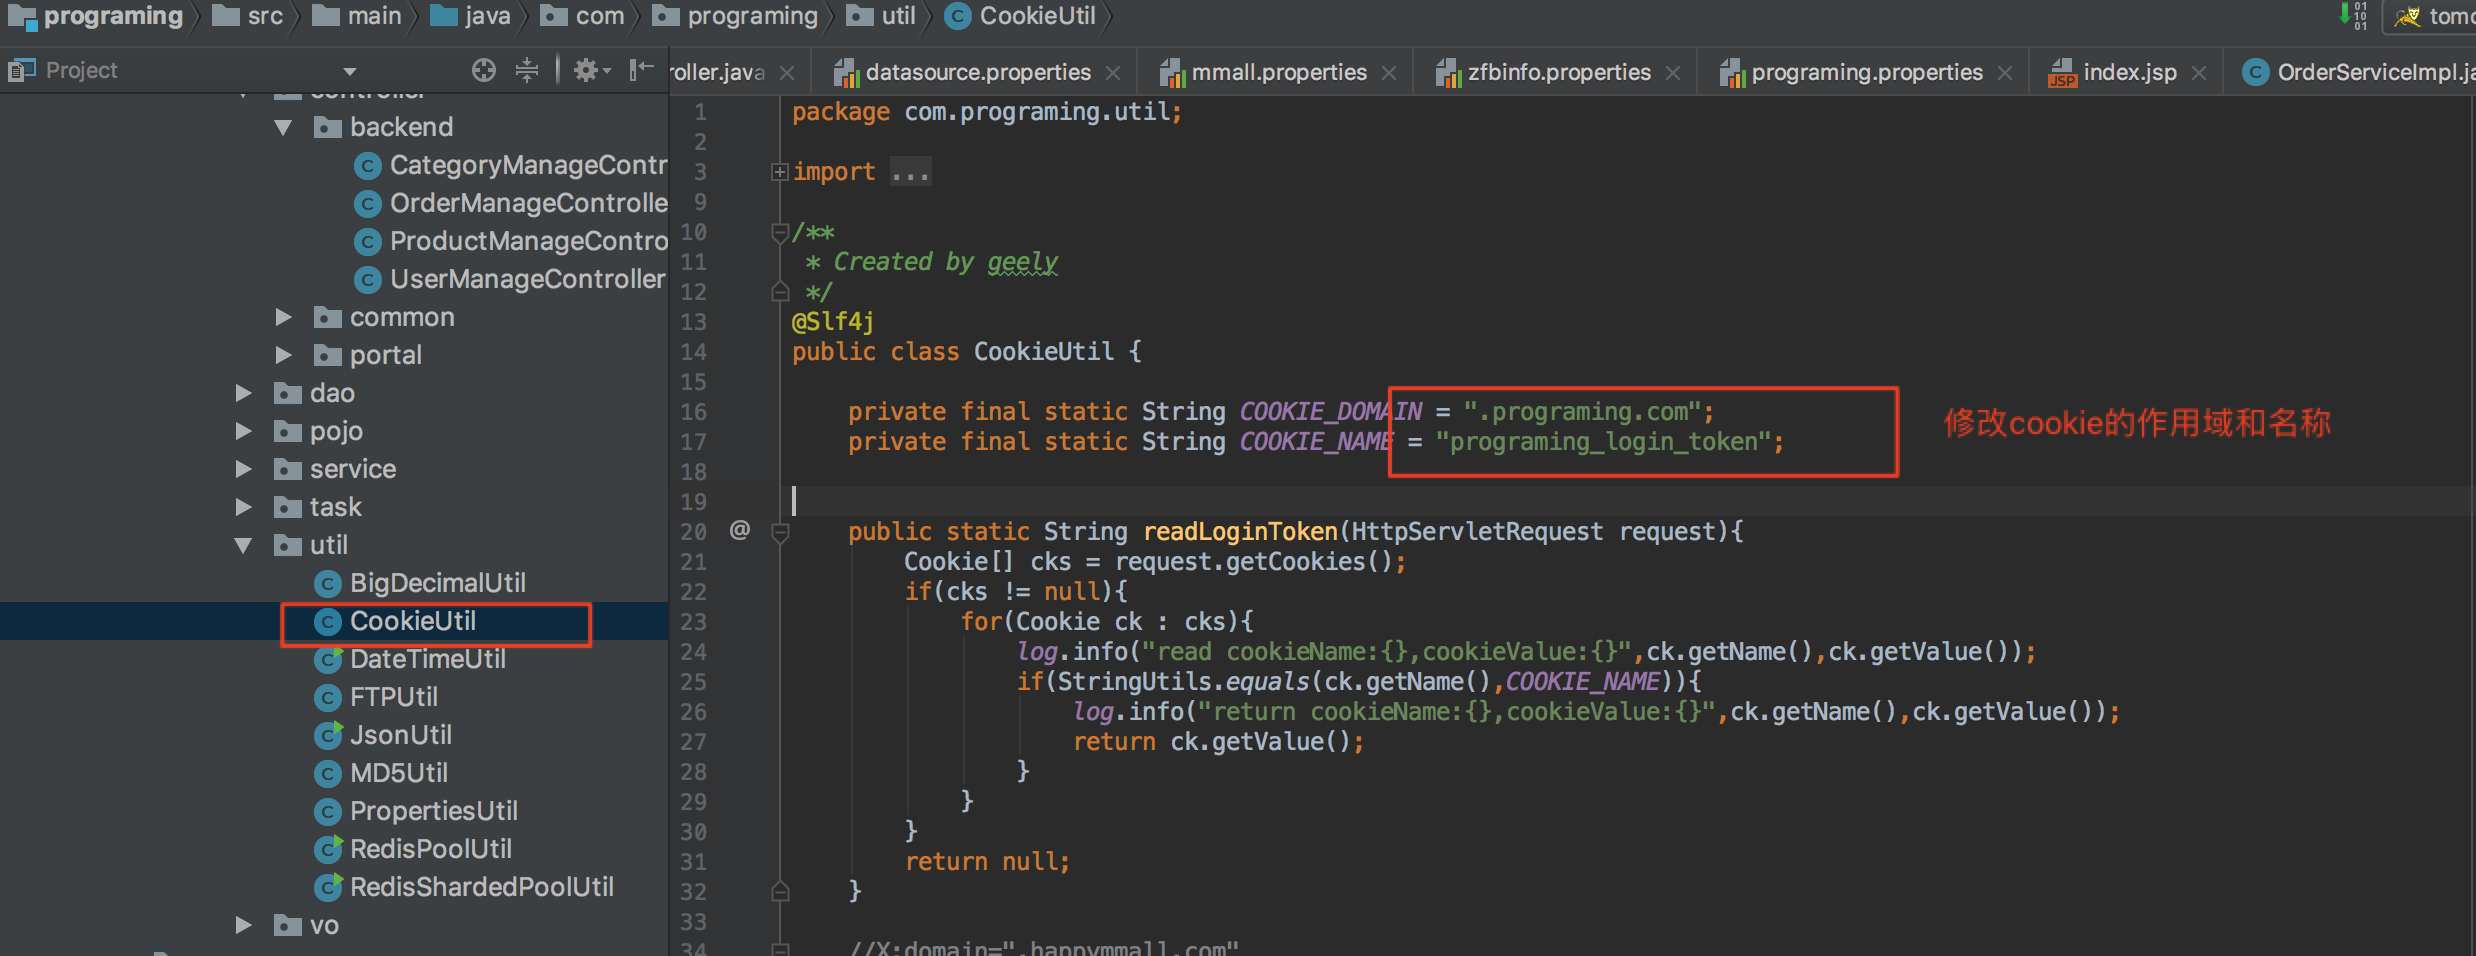 programing src main java com programing util CookieUtil
Project
backend
CategoryManageContr
OrderManageControlle
ProductManageContro
UserManageController
common
portal
dao
pojo
service
task
util
BigDecimalUtil
CookieUtil
DateTimeUtil
FTPUtil
JsonUtil
MD5Util
PropertiesUtil
RedisPoolUtil
RedisShardedPoolUtil
vo
roller.java datasource.properties mmall.properties zfbinfo.properties programing.properties index.jsp OrderServiceImpl.ja
1 package com.programing.util;
2
3 import ...
9
10 /**
11 * Created by geely
12 */
13 @Slf4j
14 public class CookieUtil {
15
16 private final static String COOKIE_DOMAIN = ".programing.com";
17 private final static String COOKIE_NAME = "programing_login_token";
修改cookie的作用域和名称
18
19
20 @ public static String readLoginToken(HttpServletRequest request){
21 Cookie[] cks = request.getCookies();
22 if(cks != null){
23 for(Cookie ck : cks){
24 log.info("read cookieName:{},cookieValue:{}",ck.getName(),ck.getValue());
25 if(StringUtils.equals(ck.getName(),COOKIE_NAME)){
26 log.info("return cookieName:{},cookieValue:{}",ck.getName(),ck.getValue());
27 return ck.getValue();
28 }
29 }
30 }
31 return null;
32 }
33
34 //X:domain=".happymmall.com"